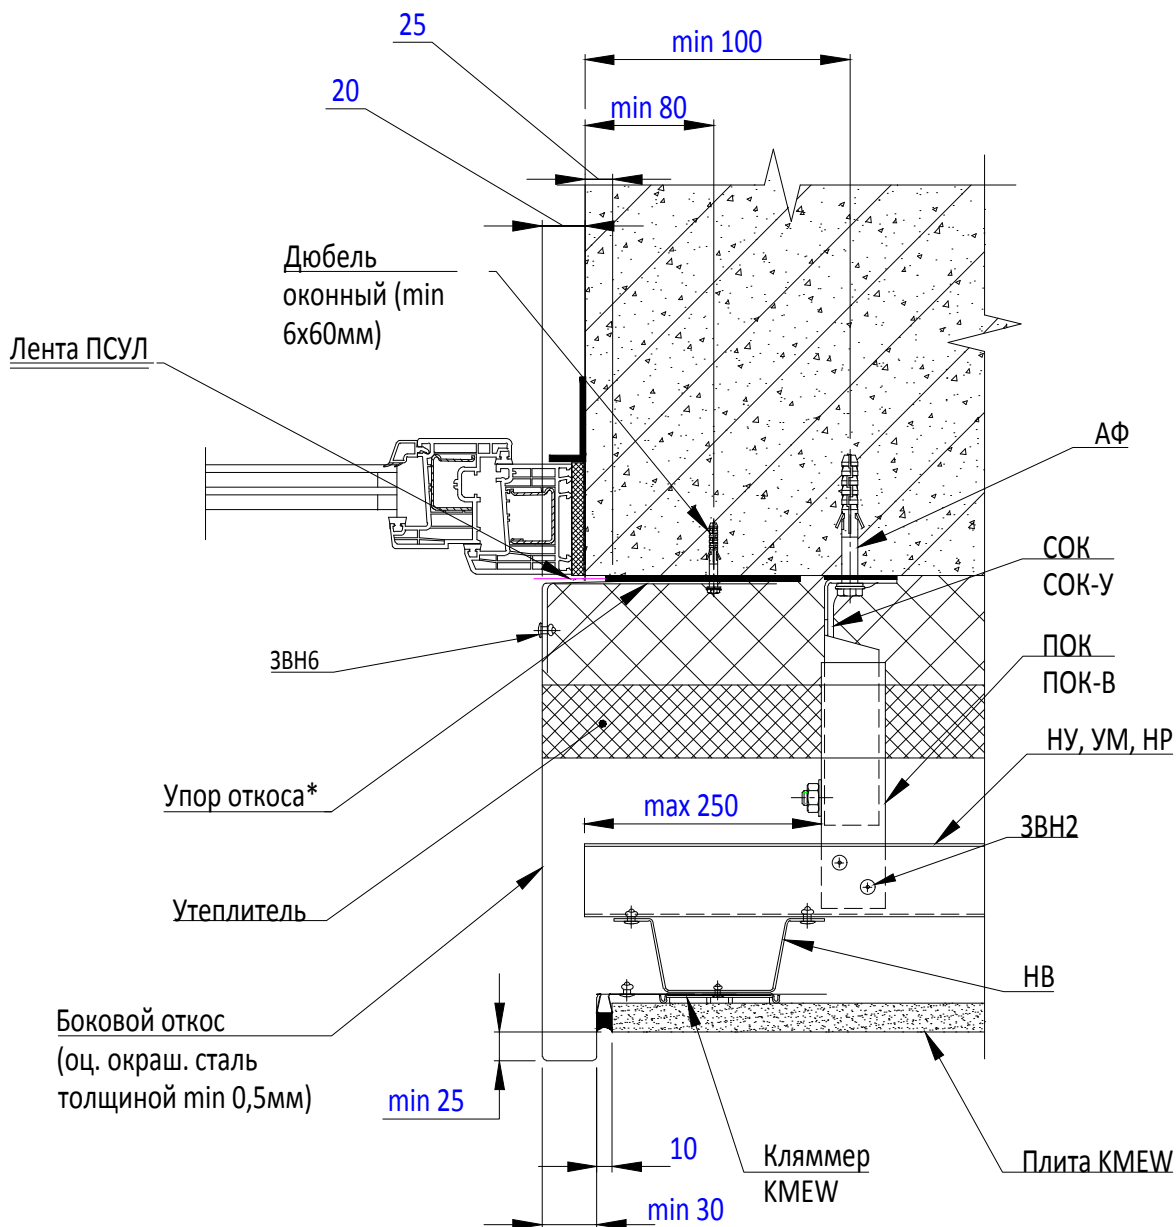 25
min 100
20
min 80
Дюбель
оконный (min
6х60мм)
Лента ПСУЛ
АФ
СОК
СОК-У
ЗВН6
ПОК
ПОК-В
НУ, УМ, НР
Упор откоса*
max 250
ЗВН2
Утеплитель
НВ
Боковой откос
(оц. окраш. сталь
толщиной min 0,5мм)
min 25
10
Кляммер
KMEW
Плита KMEW
min 30